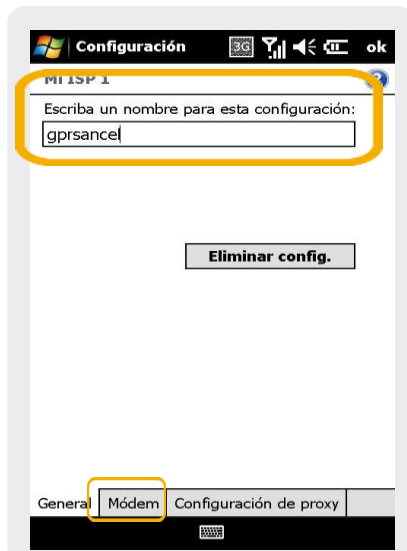 Configuración 3G ok
MI ISP 1
Escriba un nombre para esta configuración:
gprsancel
Eliminar config.
General Módem Configuración de proxy